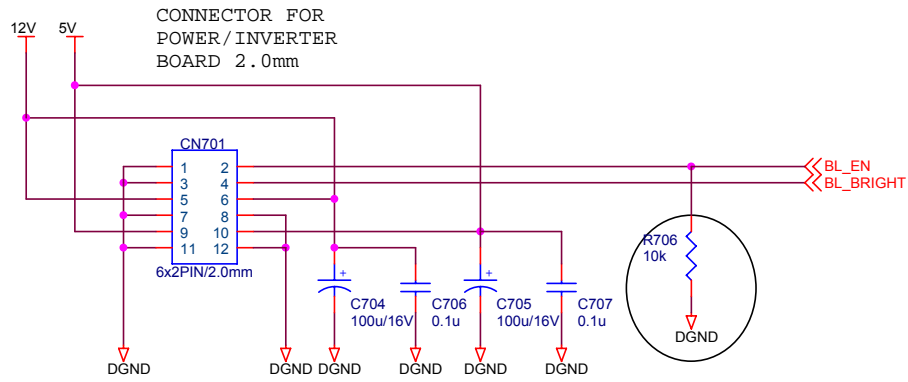 CONNECTOR FOR
POWER/INVERTER
BOARD 2.0mm
12V
5V
CN701
1 2
3 4
5 6
7 8
9 10
11 12
6x2PIN/2.0mm
BL_EN
BL_BRIGHT
R706
10k
DGND
C704
100u/16V
C706
0.1u
C705
100u/16V
C707
0.1u
DGND
DGND
DGND
DGND
DGND
DGND